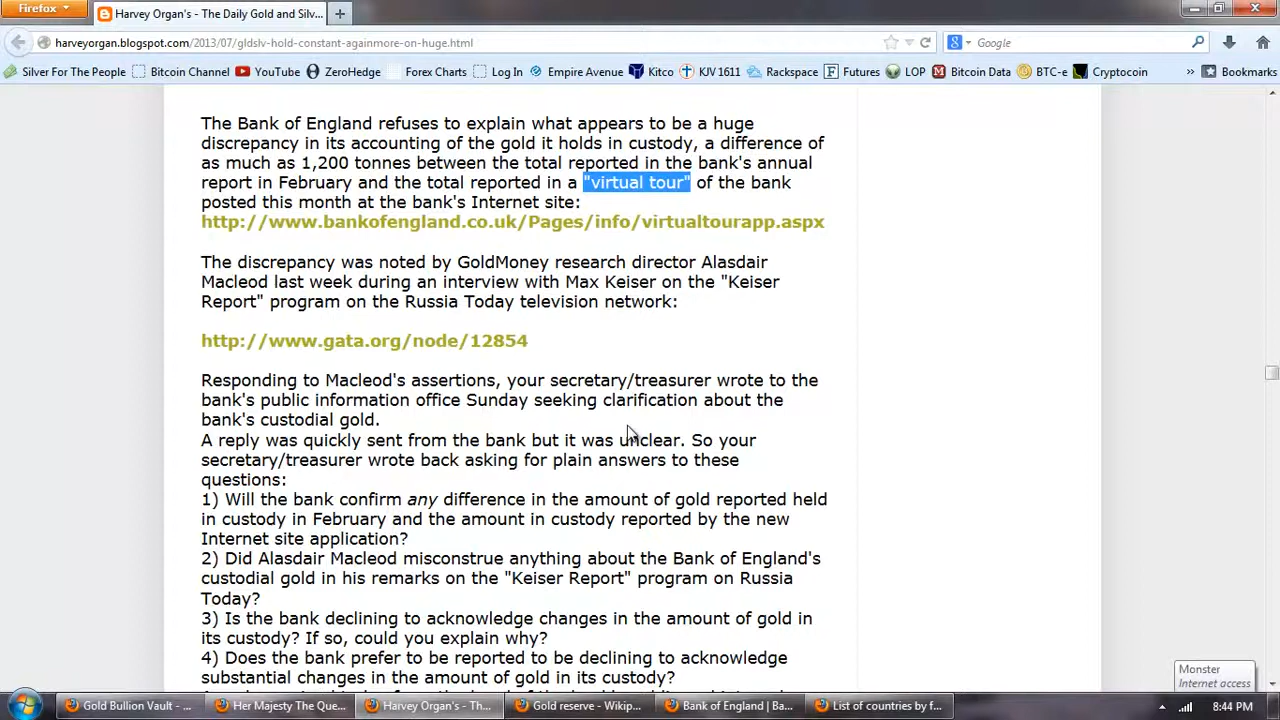 Firefox
Harvey Organ's - The Daily Gold and Silv...
harveyorgan.blogspot.com/2013/07/gldslv-hold-constant-againmore-on-huge.html
Google
Silver For The People
Bitcoin Channel
YouTube
ZeroHedge
Forex Charts
Log In
Empire Avenue
Kitco
KJV 1611
Rackspace
Futures
LOP
Bitcoin Data
BTC-e
Cryptocoin
Bookmarks
The Bank of England refuses to explain what appears to be a huge
discrepancy in its accounting of the gold it holds in custody, a difference of
as much as 1,200 tonnes between the total reported in the bank's annual
report in February and the total reported in a "virtual tour" of the bank
posted this month at the bank's Internet site:
http://www.bankofengland.co.uk/Pages/info/virtualtourapp.aspx
The discrepancy was noted by GoldMoney research director Alasdair
Macleod last week during an interview with Max Keiser on the "Keiser
Report" program on the Russia Today television network:
http://www.gata.org/node/12854
Responding to Macleod's assertions, your secretary/treasurer wrote to the
bank's public information office Sunday seeking clarification about the
bank's custodial gold.
A reply was quickly sent from the bank but it was unclear. So your
secretary/treasurer wrote back asking for plain answers to these
questions:
1) Will the bank confirm any difference in the amount of gold reported held
in custody in February and the amount in custody reported by the new
Internet site application?
2) Did Alasdair Macleod misconstrue anything about the Bank of England's
custodial gold in his remarks on the "Keiser Report" program on Russia
Today?
3) Is the bank declining to acknowledge changes in the amount of gold in
its custody? If so, could you explain why?
4) Does the bank prefer to be reported to be declining to acknowledge
substantial changes in the amount of gold in its custody?
Monster
Internet access
Gold Bullion Vault - ...
Her Majesty The Que...
Harvey Organ's - Th...
Gold reserve - Wikip...
Bank of England | Ba...
List of countries by f...
8:44 PM